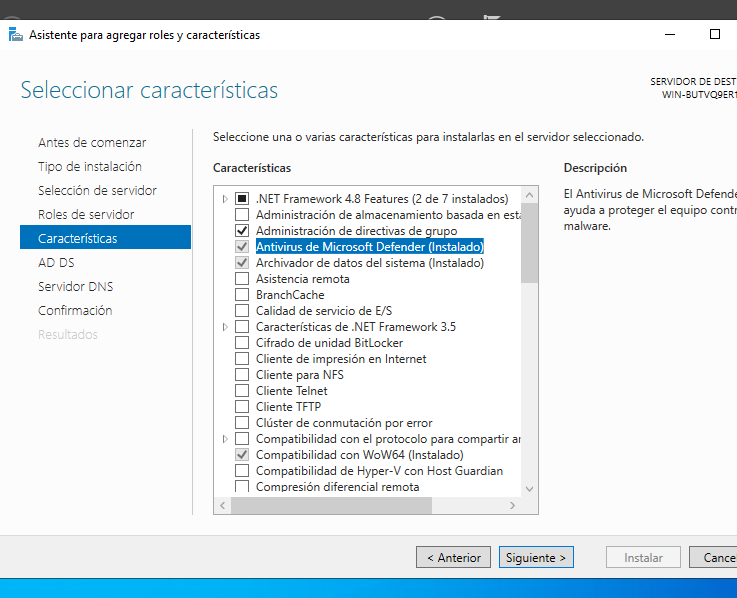 Asistente para agregar roles y características
Seleccionar características
SERVIDOR DE DEST
WIN-BUTVQ9ER1
Antes de comenzar
Tipo de instalación
Selección de servidor
Roles de servidor
Características
AD DS
Servidor DNS
Confirmación
Resultados
Seleccione una o varias características para instalarlas en el servidor seleccionado.
Características
.NET Framework 4.8 Features (2 de 7 instalados)
Administración de almacenamiento basada en está
Administración de directivas de grupo
Antivirus de Microsoft Defender (Instalado)
Archivador de datos del sistema (Instalado)
Asistencia remota
BranchCache
Calidad de servicio de E/S
Características de .NET Framework 3.5
Cifrado de unidad BitLocker
Cliente de impresión en Internet
Cliente para NFS
Cliente Telnet
Cliente TFTP
Clúster de conmutación por error
Compatibilidad con el protocolo para compartir ar
Compatibilidad con WoW64 (Instalado)
Compatibilidad de Hyper-V con Host Guardian
Compresión diferencial remota
Descripción
El Antivirus de Microsoft Defende
ayuda a proteger el equipo contr
malware.
< Anterior
Siguiente >
Instalar
Cance